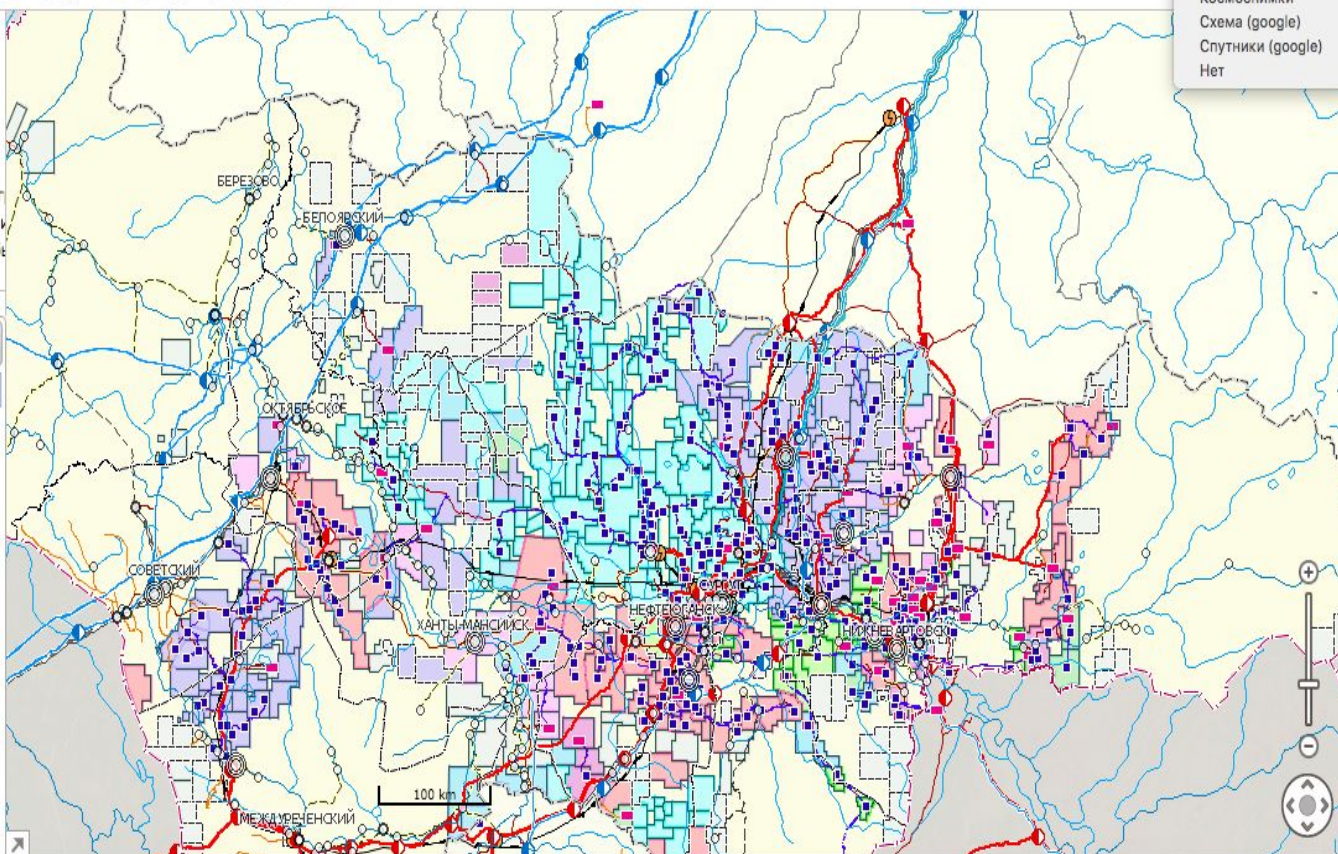 Схема (google)
Спутники (google)
Нет
БЕРЕЗОВО
БЕЛОЯРСКИЙ
ОКТЯБРЬСКОЕ
СОВЕТСКИЙ
СУРГУТ
НЕФТЕЮГАНСК
ХАНТЫ-МАНСИЙСК
НИЖНЕВАРТОВСК
100 km
МЕЖДУРЕЧЕНСКИЙ